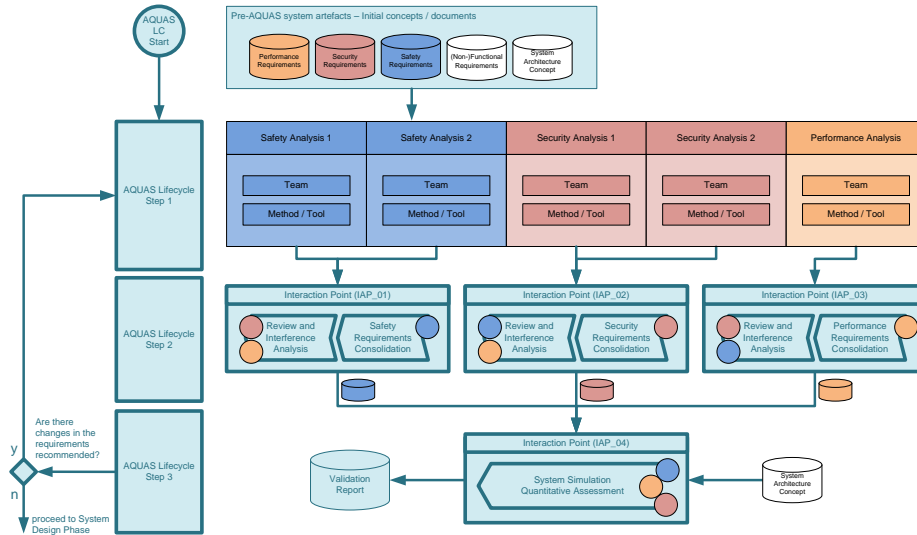 AQUAS
LC
Start
Pre-AQUAS system artefacts – Initial concepts / documents
Performance
Requirements
Security
Requirements
Safety
Requirements
(Non-)Functional
Requirements
System
Architecture
Concept
AQUAS Lifecycle
Step 1
Safety Analysis 1
Safety Analysis 2
Security Analysis 1
Security Analysis 2
Performance Analysis
Team
Team
Team
Team
Team
Method / Tool
Method / Tool
Method / Tool
Method / Tool
Method / Tool
AQUAS Lifecycle
Step 2
Interaction Point (IAP_01)
Review and
Interference
Analysis
Safety
Requirements
Consolidation
Interaction Point (IAP_02)
Review and
Interference
Analysis
Security
Requirements
Consolidation
Interaction Point (IAP_03)
Review and
Interference
Analysis
Performance
Requirements
Consolidation
Are there
changes in the
requirements
recommended?
y
n
proceed to System
Design Phase
AQUAS Lifecycle
Step 3
Validation
Report
Interaction Point (IAP_04)
System Simulation
Quantitative Assessment
System
Architecture
Concept